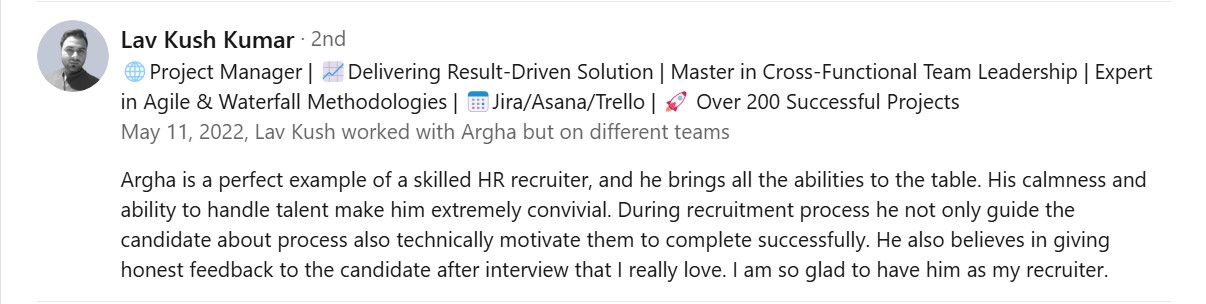 Lav Kush Kumar · 2nd
🌐Project Manager | 📈Delivering Result-Driven Solution | Master in Cross-Functional Team Leadership | Expert
in Agile & Waterfall Methodologies | 📅Jira/Asana/Trello | 🚀 Over 200 Successful Projects
May 11, 2022, Lav Kush worked with Argha but on different teams
Argha is a perfect example of a skilled HR recruiter, and he brings all the abilities to the table. His calmness and
ability to handle talent make him extremely convivial. During recruitment process he not only guide the
candidate about process also technically motivate them to complete successfully. He also believes in giving
honest feedback to the candidate after interview that I really love. I am so glad to have him as my recruiter.